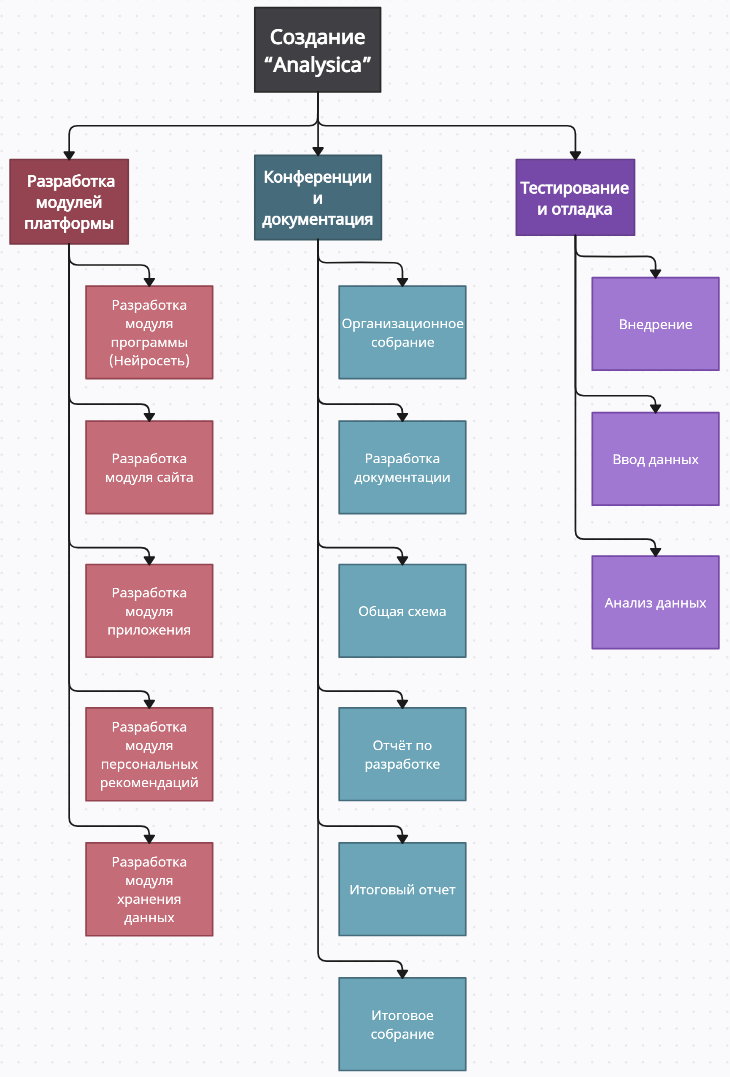 Создание
“Analysica”
Разработка
модулей
платформы
Конференции
и
документация
Тестирование
и отладка
Разработка
модуля
программы
(Нейросеть)
Разработка
модуля сайта
Разработка
модуля
приложения
Разработка
модуля
персональных
рекомендаций
Разработка
модуля
хранения
данных
Организационное
собрание
Разработка
документации
Общая схема
Отчёт по
разработке
Итоговый отчет
Итоговое
собрание
Внедрение
Ввод данных
Анализ данных